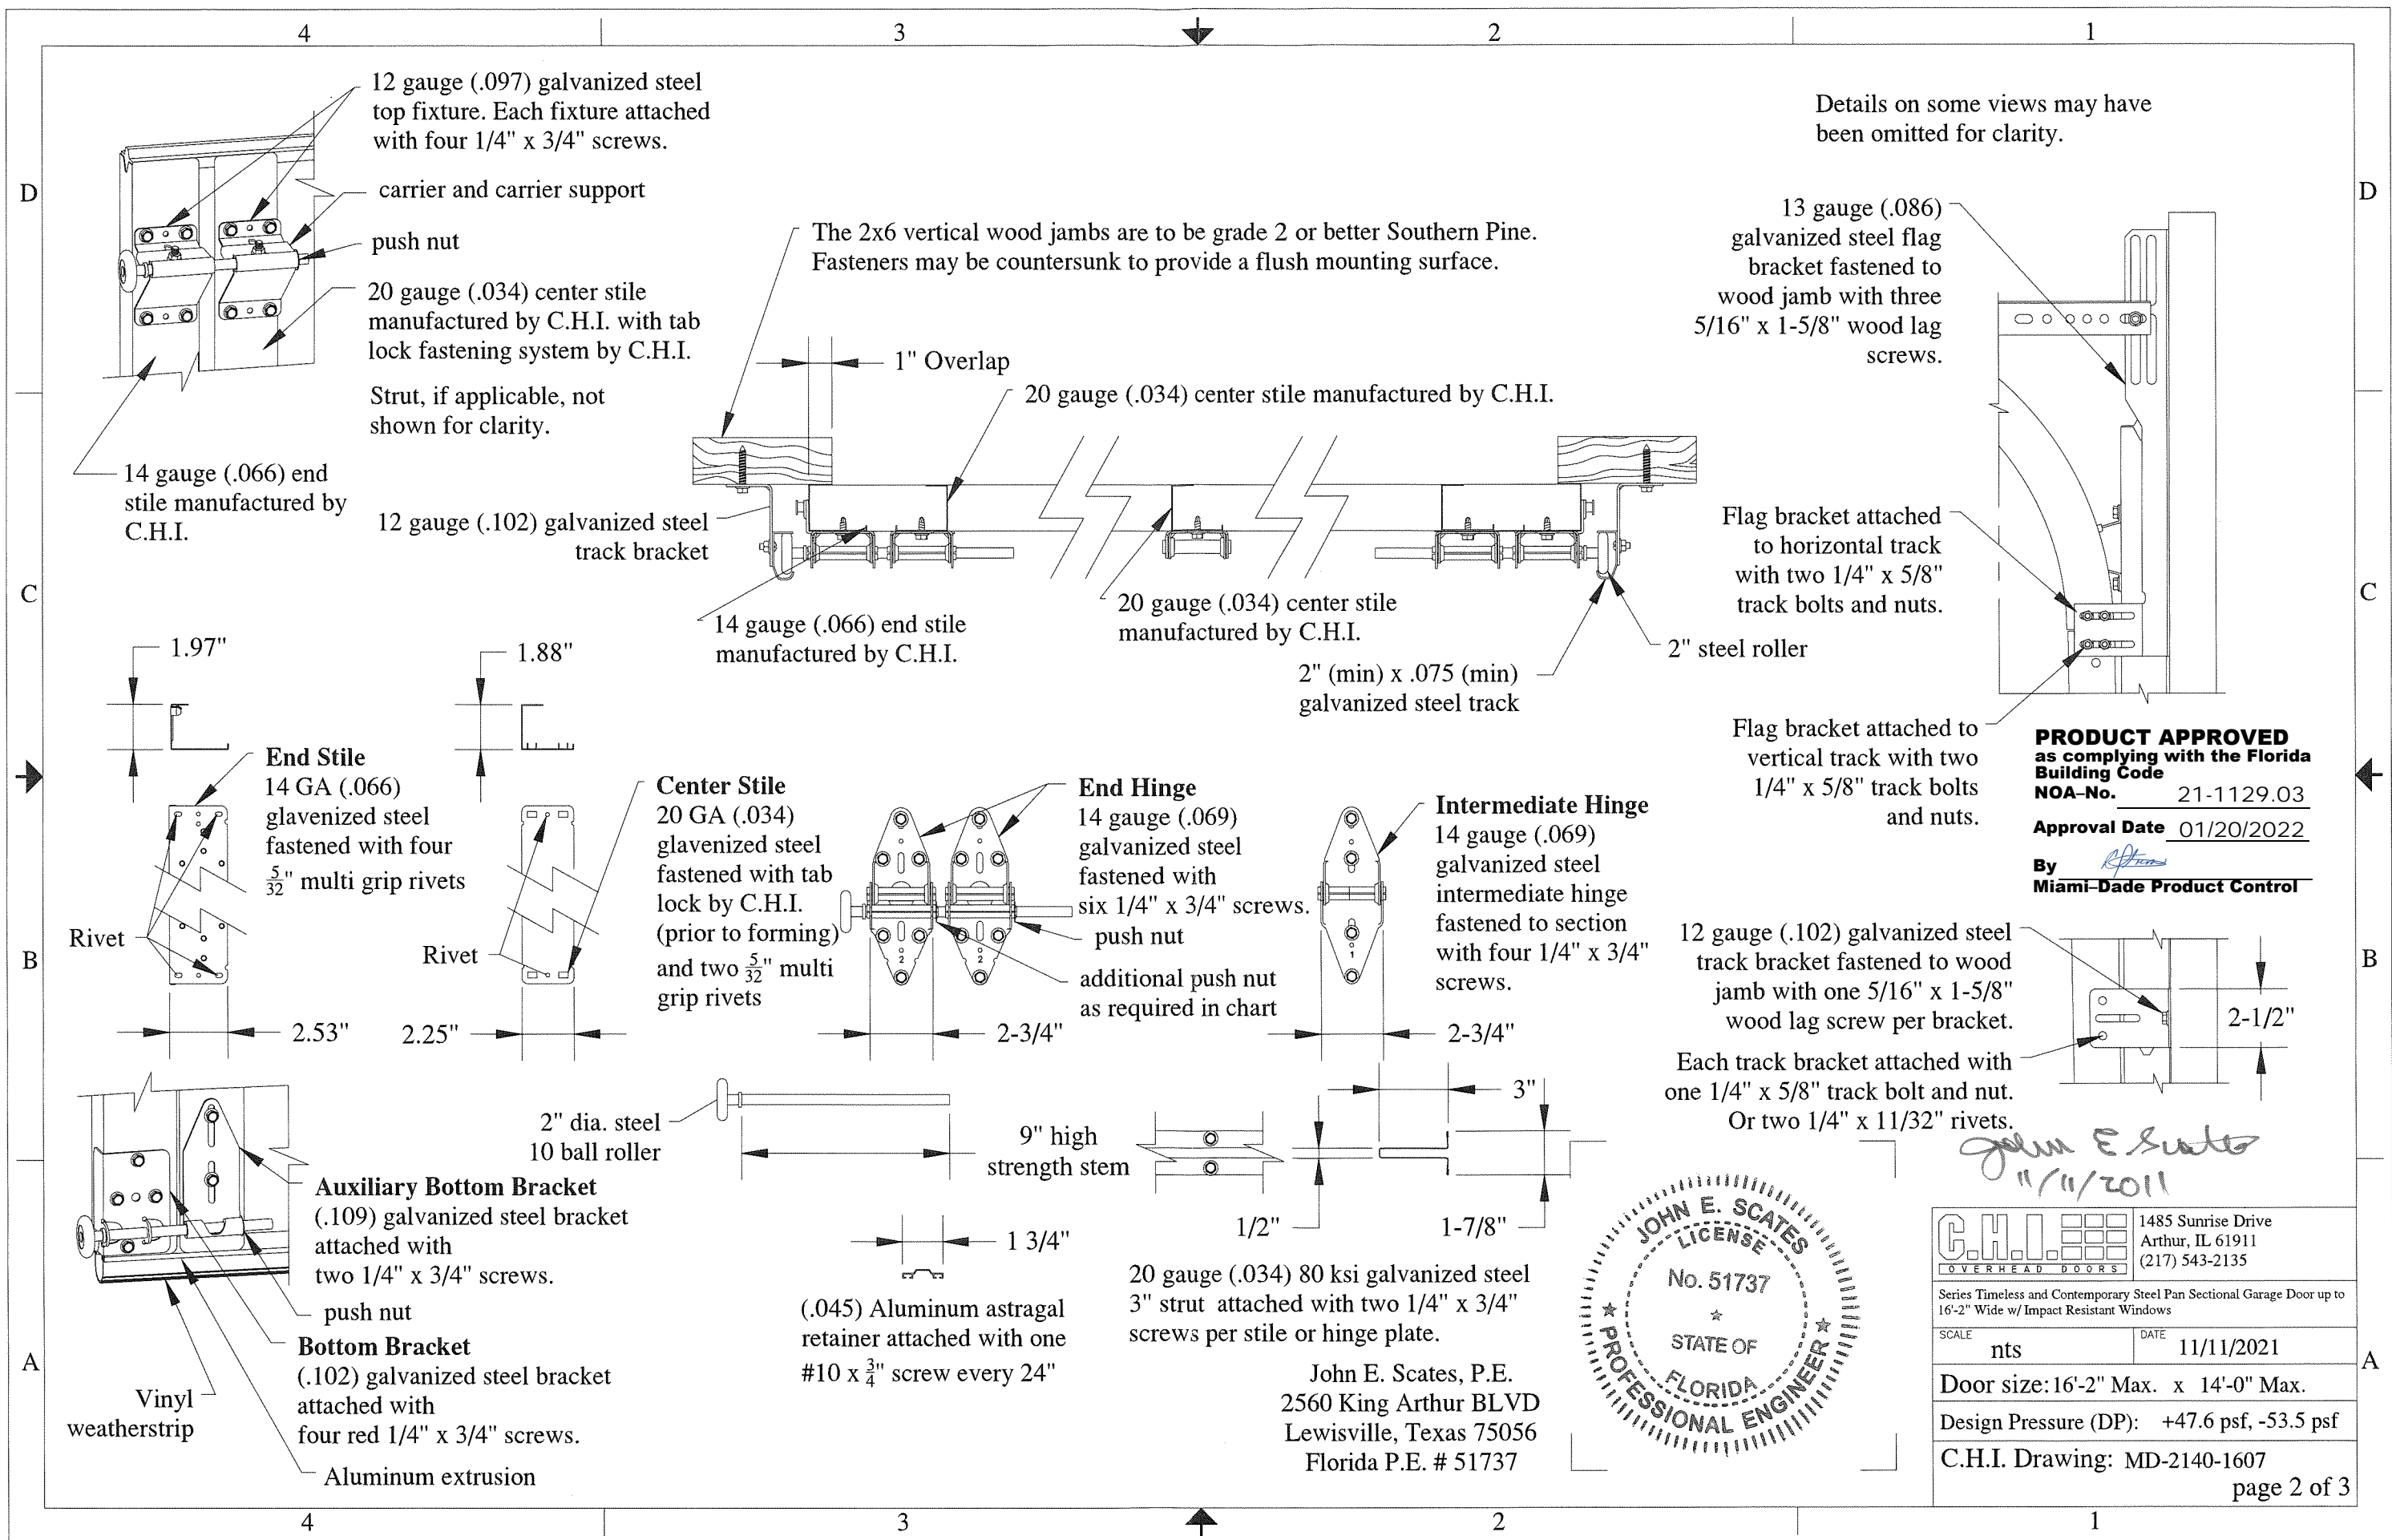 4
3
2
1
D
C
B
A
D
C
B
A
4
3
2
1
12 gauge (.097) galvanized steel
top fixture. Each fixture attached
with four 1/4" x 3/4" screws.
carrier and carrier support
push nut
20 gauge (.034) center stile
manufactured by C.H.I. with tab
lock fastening system by C.H.I.
Strut, if applicable, not
shown for clarity.
14 gauge (.066) end
stile manufactured by
C.H.I.
The 2x6 vertical wood jambs are to be grade 2 or better Southern Pine.
Fasteners may be countersunk to provide a flush mounting surface.
1" Overlap
20 gauge (.034) center stile manufactured by C.H.I.
12 gauge (.102) galvanized steel
track bracket
14 gauge (.066) end stile
manufactured by C.H.I.
20 gauge (.034) center stile
manufactured by C.H.I.
2" (min) x .075 (min)
galvanized steel track
2" steel roller
Details on some views may have
been omitted for clarity.
13 gauge (.086)
galvanized steel flag
bracket fastened to
wood jamb with three
5/16" x 1-5/8" wood lag
screws.
Flag bracket attached
to horizontal track
with two 1/4" x 5/8"
track bolts and nuts.
Flag bracket attached to
vertical track with two
1/4" x 5/8" track bolts
and nuts.
PRODUCT APPROVED
as complying with the Florida
Building Code
NOA–No. 21-1129.03
Approval Date 01/20/2022
By
Miami–Dade Product Control
1.97"
End Stile
14 GA (.066)
glavenized steel
fastened with four
5/32" multi grip rivets
Rivet
2.53"
1.88"
Center Stile
20 GA (.034)
glavenized steel
fastened with tab
lock by C.H.I.
(prior to forming)
and two 5/32" multi
grip rivets
Rivet
2.25"
End Hinge
14 gauge (.069)
galvanized steel
fastened with
six 1/4" x 3/4" screws.
push nut
additional push nut
as required in chart
2
2
2-3/4"
Intermediate Hinge
14 gauge (.069)
galvanized steel
intermediate hinge
fastened to section
with four 1/4" x 3/4"
screws.
1
2-3/4"
12 gauge (.102) galvanized steel
track bracket fastened to wood
jamb with one 5/16" x 1-5/8"
wood lag screw per bracket.
Each track bracket attached with
one 1/4" x 5/8" track bolt and nut.
Or two 1/4" x 11/32" rivets.
2-1/2"
Auxiliary Bottom Bracket
(.109) galvanized steel bracket
attached with
two 1/4" x 3/4" screws.
push nut
Bottom Bracket
(.102) galvanized steel bracket
attached with
four red 1/4" x 3/4" screws.
Aluminum extrusion
Vinyl
weatherstrip
2" dia. steel
10 ball roller
9" high
strength stem
1 3/4"
(.045) Aluminum astragal
retainer attached with one
#10 x 3/4" screw every 24"
3"
1/2"
1-7/8"
20 gauge (.034) 80 ksi galvanized steel
3" strut attached with two 1/4" x 3/4"
screws per stile or hinge plate.
John E. Scates, P.E.
2560 King Arthur BLVD
Lewisville, Texas 75056
Florida P.E. # 51737
JOHN E. SCATES
LICENSE
No. 51737
STATE OF
FLORIDA
PROFESSIONAL ENGINEER
John E Scates
11/11/2011
C.H.I.
OVERHEAD DOORS
1485 Sunrise Drive
Arthur, IL 61911
(217) 543-2135
Series Timeless and Contemporary Steel Pan Sectional Garage Door up to
16'-2" Wide w/ Impact Resistant Windows
SCALE nts
DATE 11/11/2021
Door size: 16'-2" Max. x 14'-0" Max.
Design Pressure (DP): +47.6 psf, -53.5 psf
C.H.I. Drawing: MD-2140-1607
page 2 of 3